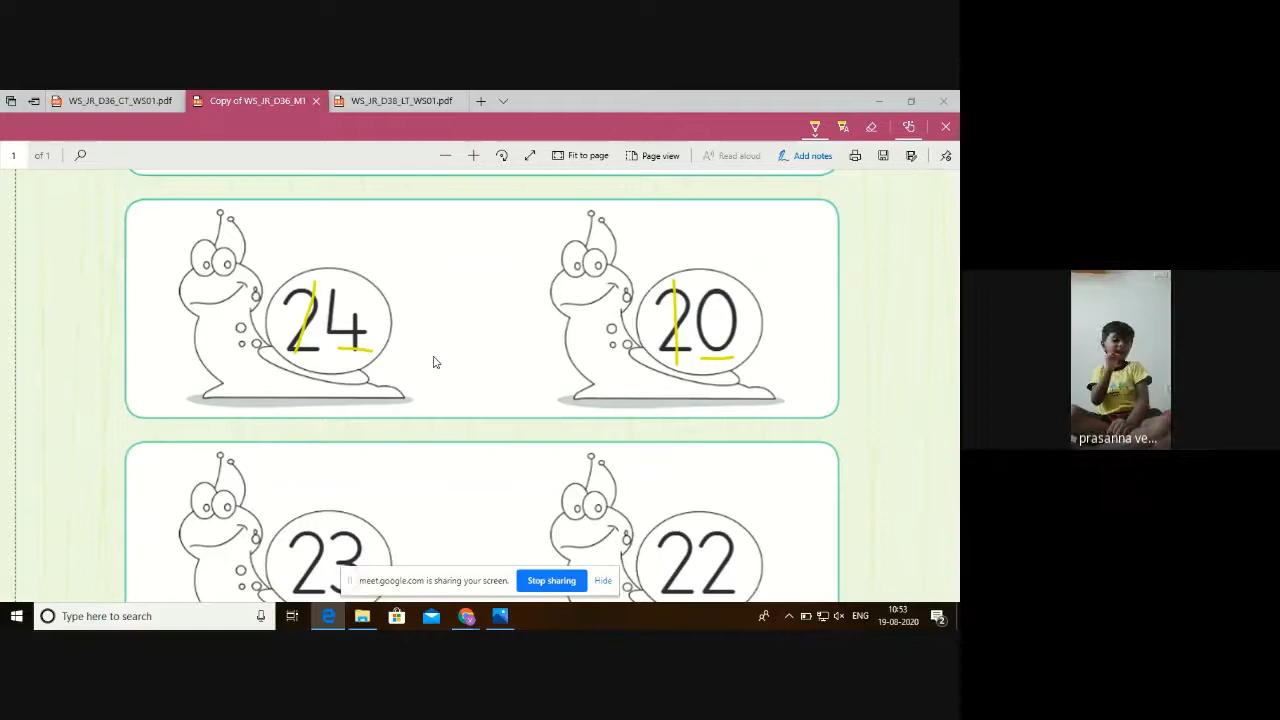 WS_JR_D36_CT_WS01.pdf
Copy of WS_JR_D36_M1
WS_JR_D38_LT_WS01.pdf
1 of 1
Fit to page
Page view
Read aloud
Add notes
24
20
23
22
meet.google.com is sharing your screen.
Stop sharing
Hide
prasanna ve...
Type here to search
ENG
10:53
19-08-2020
2